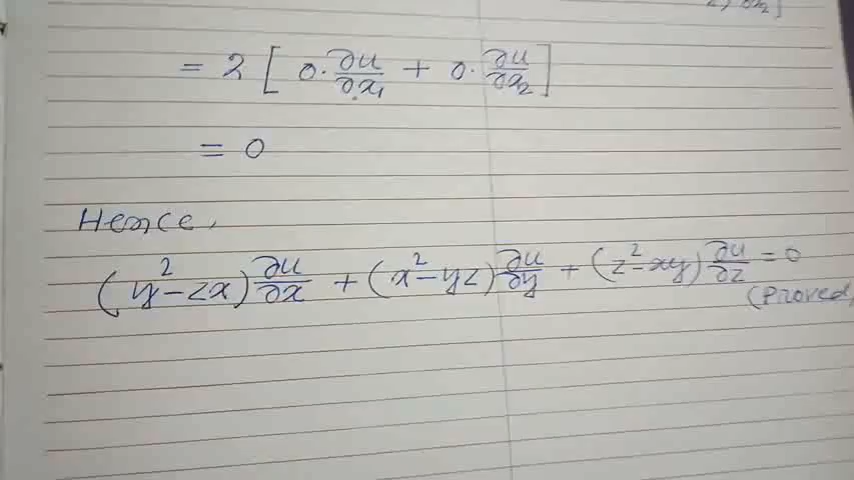 = 2 [ 0·∂u/∂x₁ + 0·∂u/∂x₂ ]
= 0
Hence,
(y² - zx) ∂u/∂x + (x² - yz) ∂u/∂y + (z² - xy) ∂u/∂z = 0
(Proved)